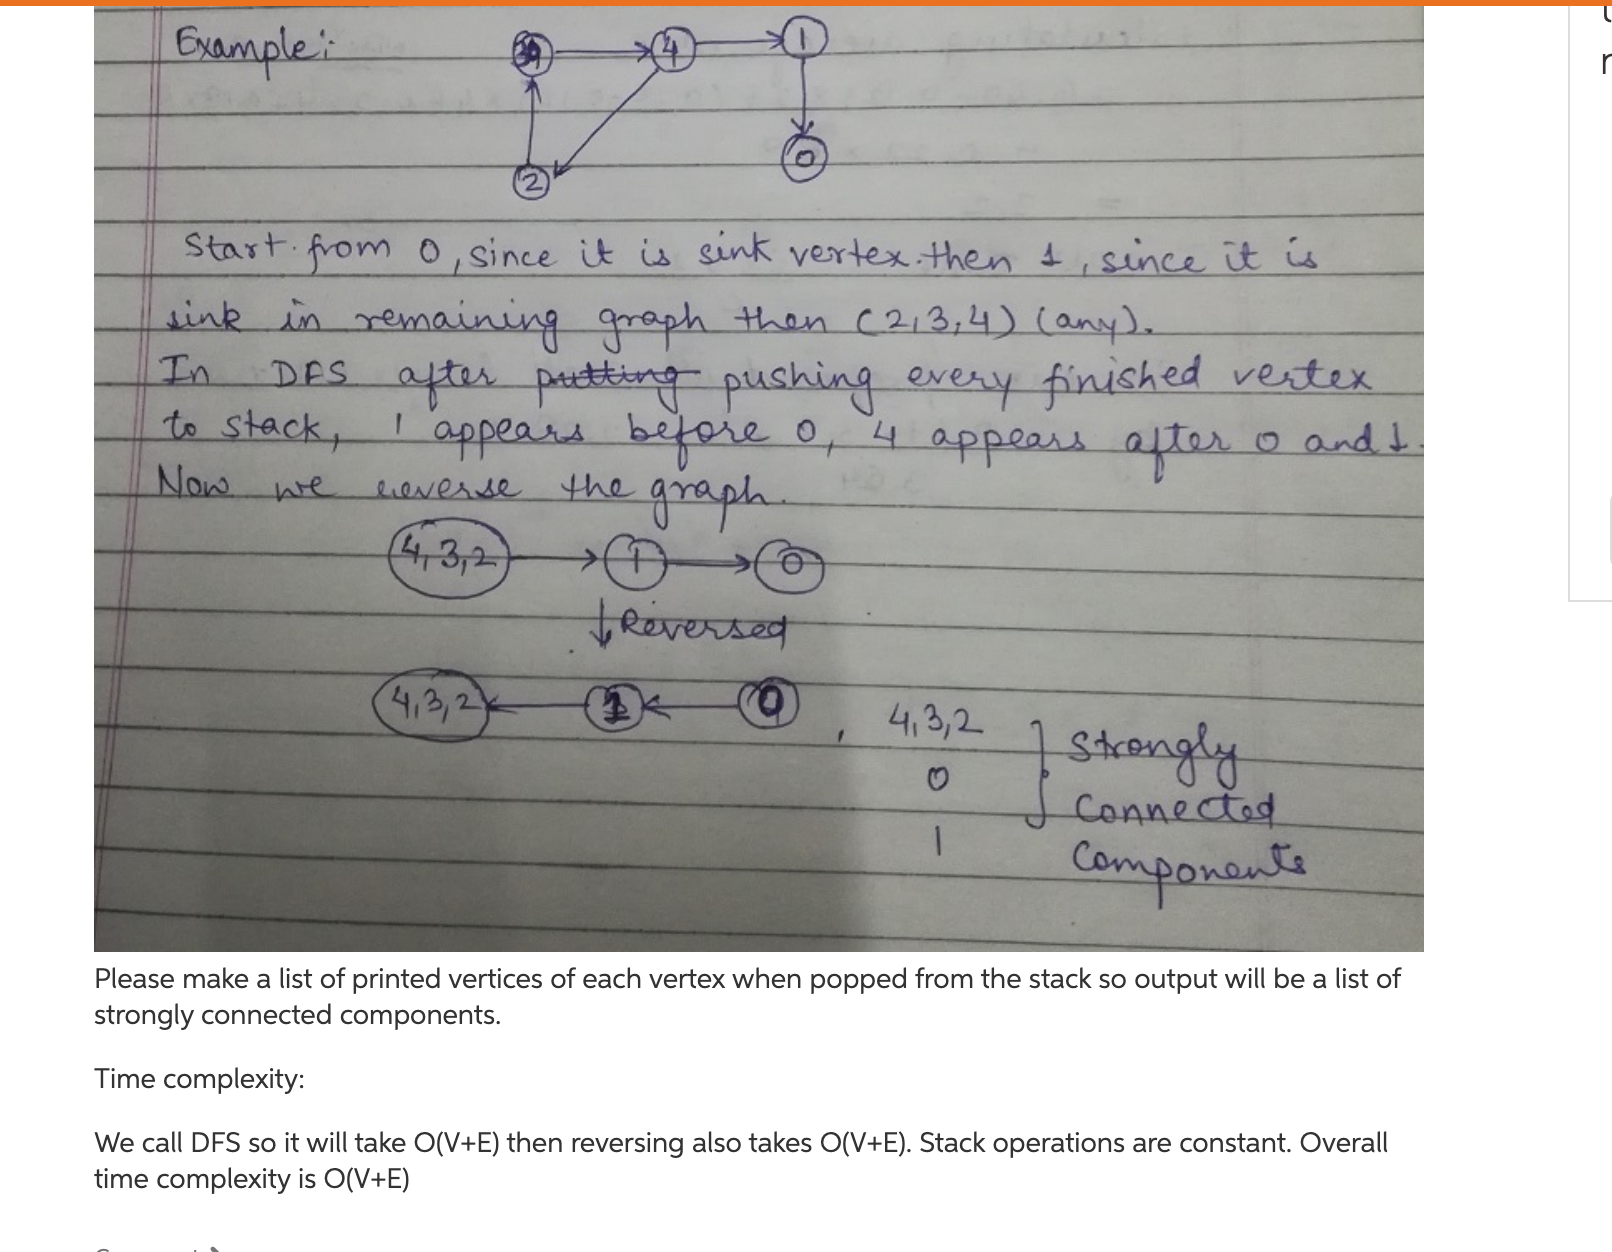 Example:-
4
1
0
2
Start from 0, since it is sink vertex. then 1, since it is
sink in remaining graph then (2,3,4) (any).
In DFS after putting pushing every finished vertex
to stack, 1 appears before 0, 4 appears after 0 and 1.
Now we reverse the graph.
4,3,2 1 0
Reversed
4,3,2 1 0 , 4,3,2
Strongly
0
Connected
1
Components
Please make a list of printed vertices of each vertex when popped from the stack so output will be a list of
strongly connected components.
Time complexity:
We call DFS so it will take O(V+E) then reversing also takes O(V+E). Stack operations are constant. Overall
time complexity is O(V+E)